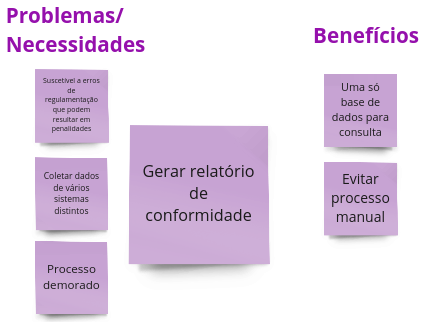 Problemas/
Necessidades
Suscetível a erros
de
regulamentação
que podem
resultar em
penalidades
Coletar dados
de vários
sistemas
distintos
Processo
demorado
Gerar relatório
de
conformidade
Benefícios
Uma só
base de
dados para
consulta
Evitar
processo
manual